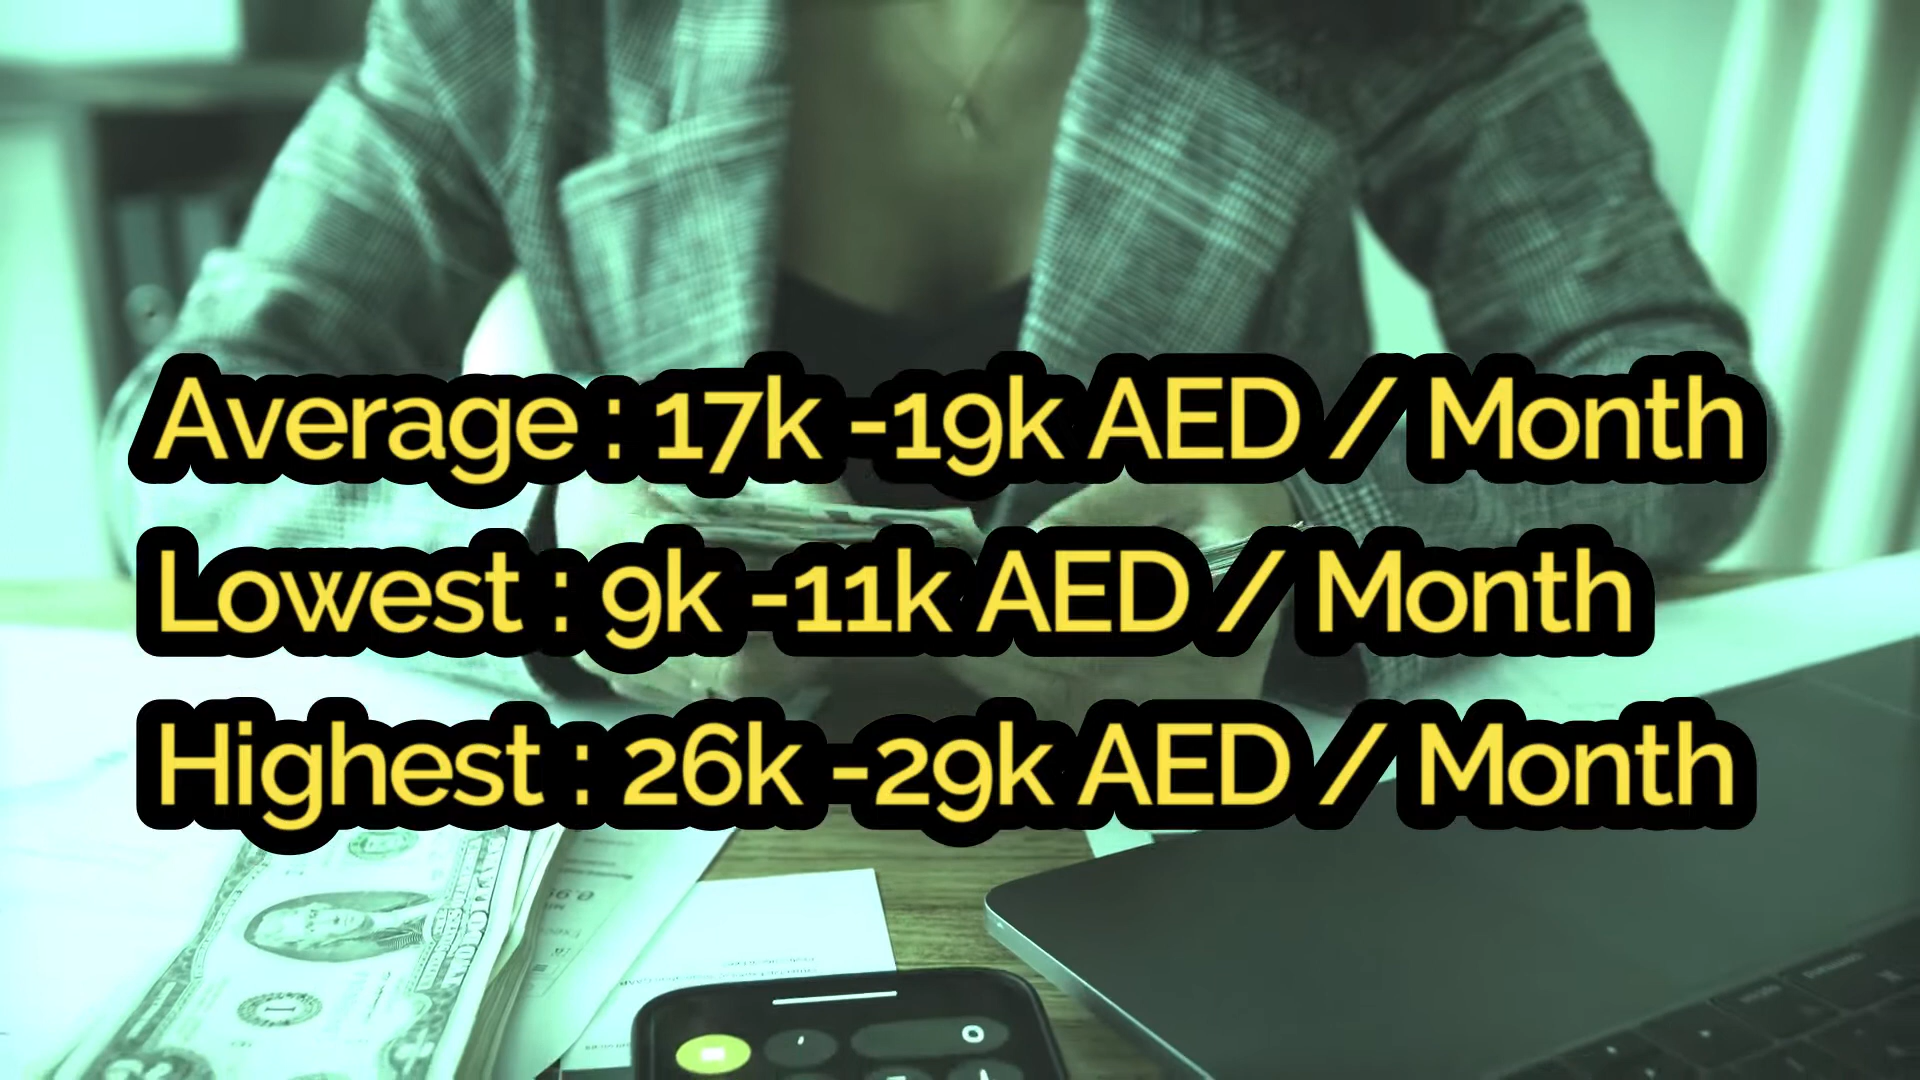 Average : 17k -19k AED / Month
Lowest : 9k -11k AED / Month
Highest : 26k -29k AED / Month